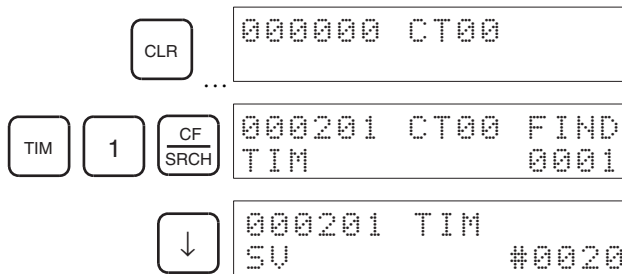 CLR
...
000000 CT00
TIM 1 CF SRCH
000201 CT00 FIND
TIM 0001
↓
000201 TIM
SV #0020